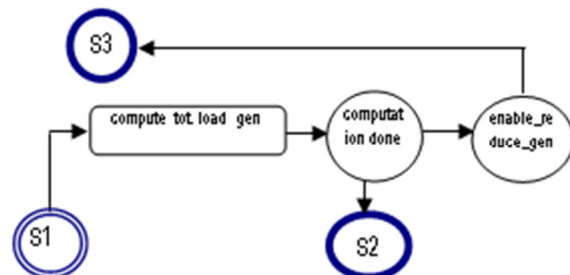 S3
compute tot. load gen
computat
ion done
enable_re
duce_gen
S1
S2